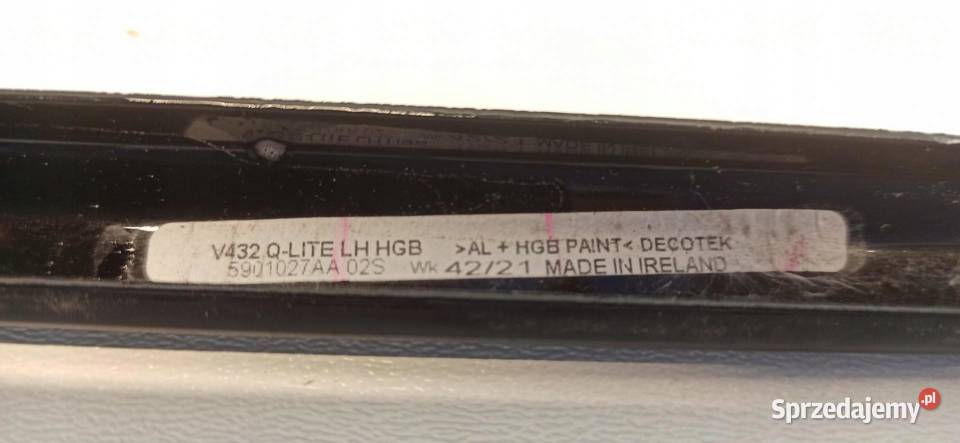 V432 Q-LITE LH HGB >AL + HGB PAINT< DECOTEK
5901027AA 02S Wk 42/21 MADE IN IRELAND
Sprzedajemy.pl